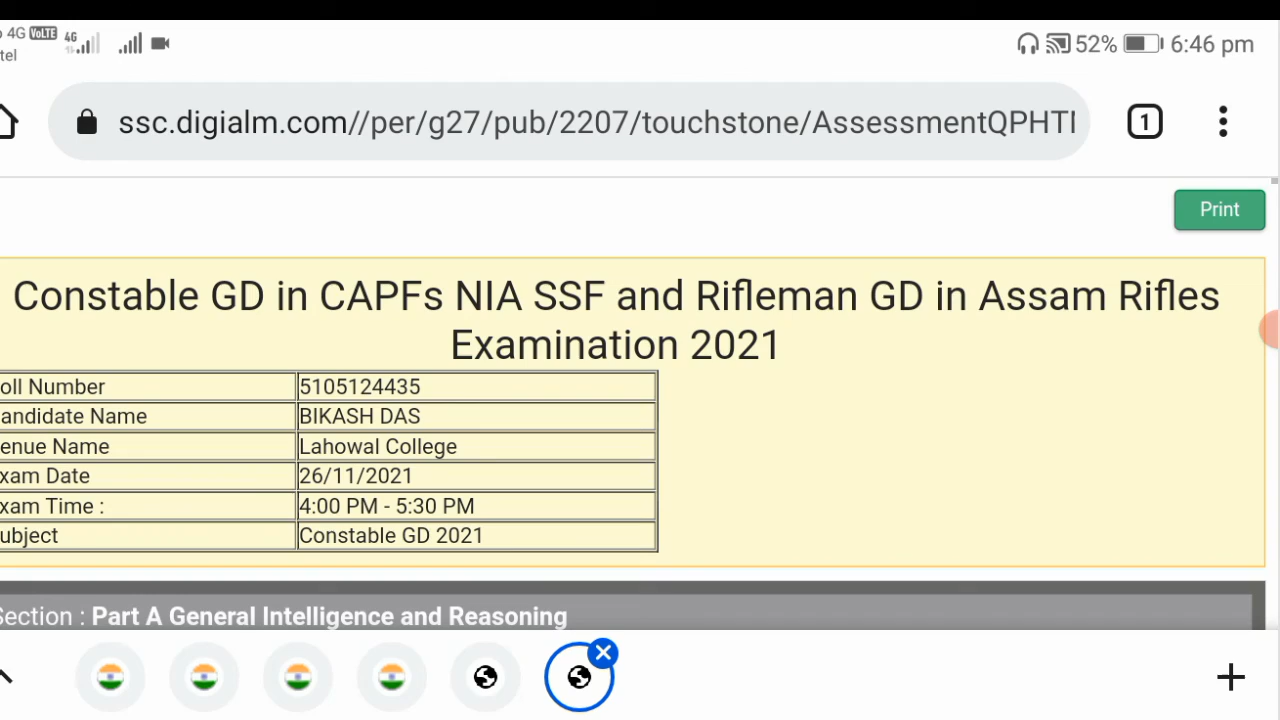 4G VoLTE 4G 52% 6:46 pm
tel
ssc.digialm.com//per/g27/pub/2207/touchstone/AssessmentQPHT 1
Print
Constable GD in CAPFs NIA SSF and Rifleman GD in Assam Rifles
Examination 2021
oll Number 5105124435
andidate Name BIKASH DAS
enue Name Lahowal College
xam Date 26/11/2021
xam Time : 4:00 PM - 5:30 PM
ubject Constable GD 2021
Section : Part A General Intelligence and Reasoning